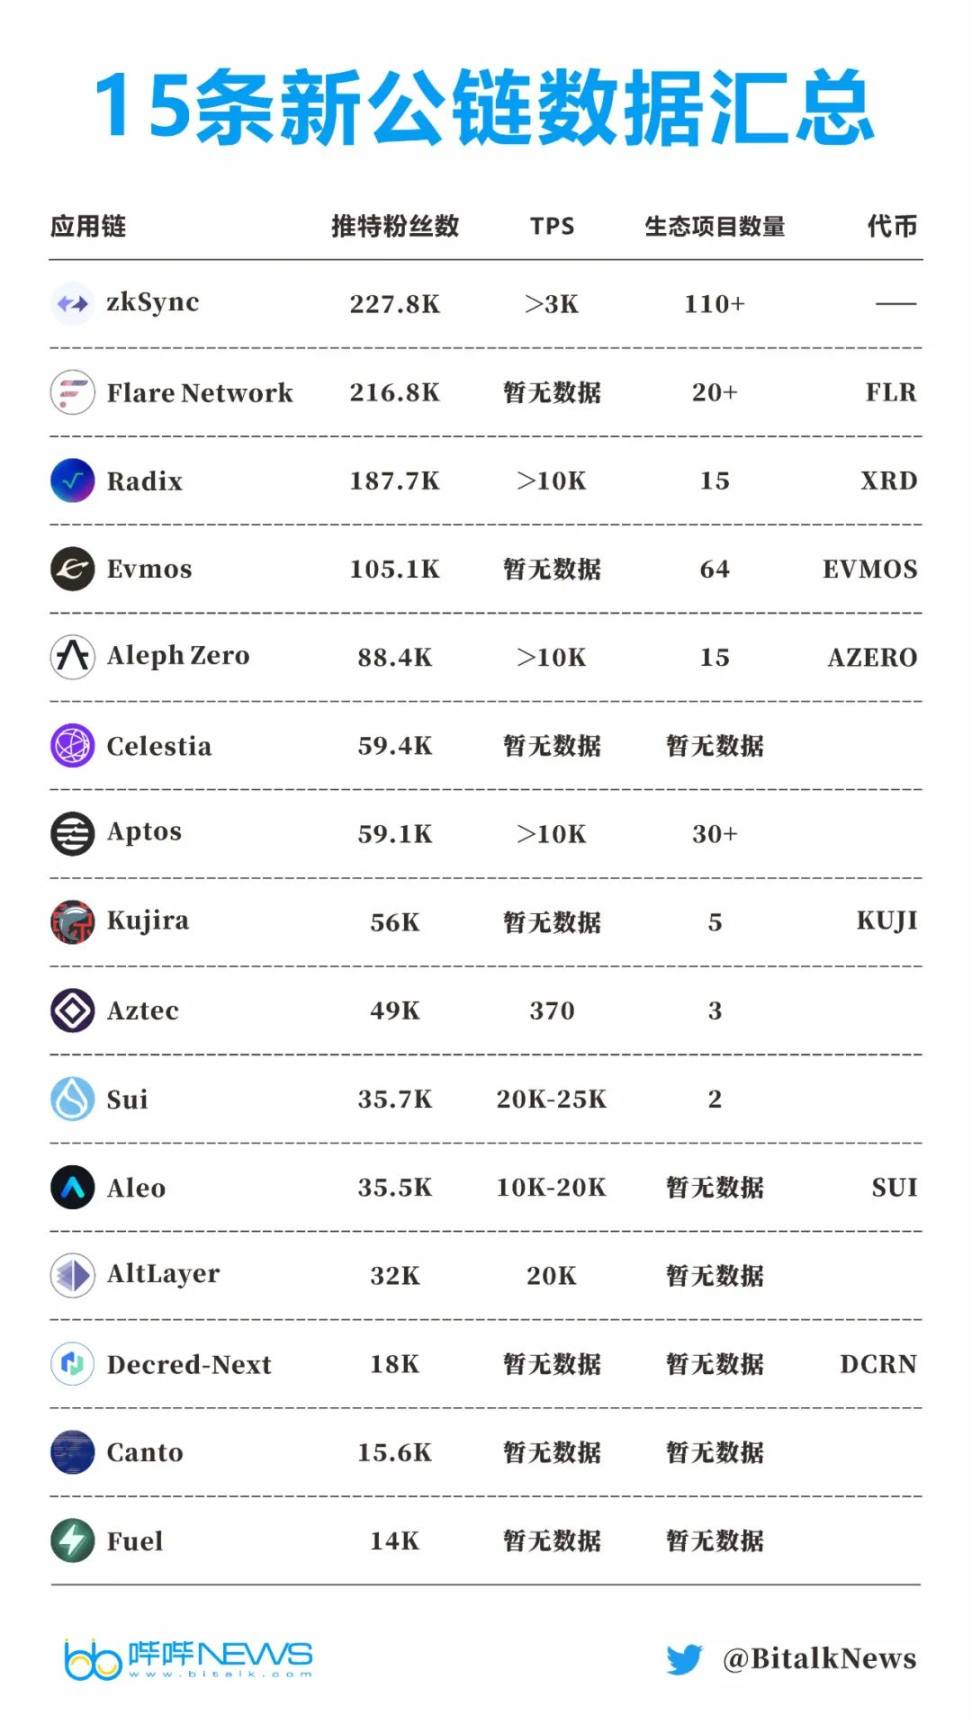 15条新公链数据汇总
应用链 推特粉丝数 TPS 生态项目数量 代币
zkSync 227.8K >3K 110+ ——
Flare Network 216.8K 暂无数据 20+ FLR
Radix 187.7K >10K 15 XRD
Evmos 105.1K 暂无数据 64 EVMOS
Aleph Zero 88.4K >10K 15 AZERO
Celestia 59.4K 暂无数据 暂无数据
Aptos 59.1K >10K 30+
Kujira 56K 暂无数据 5 KUJI
Aztec 49K 370 3
Sui 35.7K 20K-25K 2
Aleo 35.5K 10K-20K 暂无数据 SUI
AltLayer 32K 20K 暂无数据
Decred-Next 18K 暂无数据 暂无数据 DCRN
Canto 15.6K 暂无数据 暂无数据
Fuel 14K 暂无数据 暂无数据
哔哔NEWS @BitalkNews
www.bitalk.com